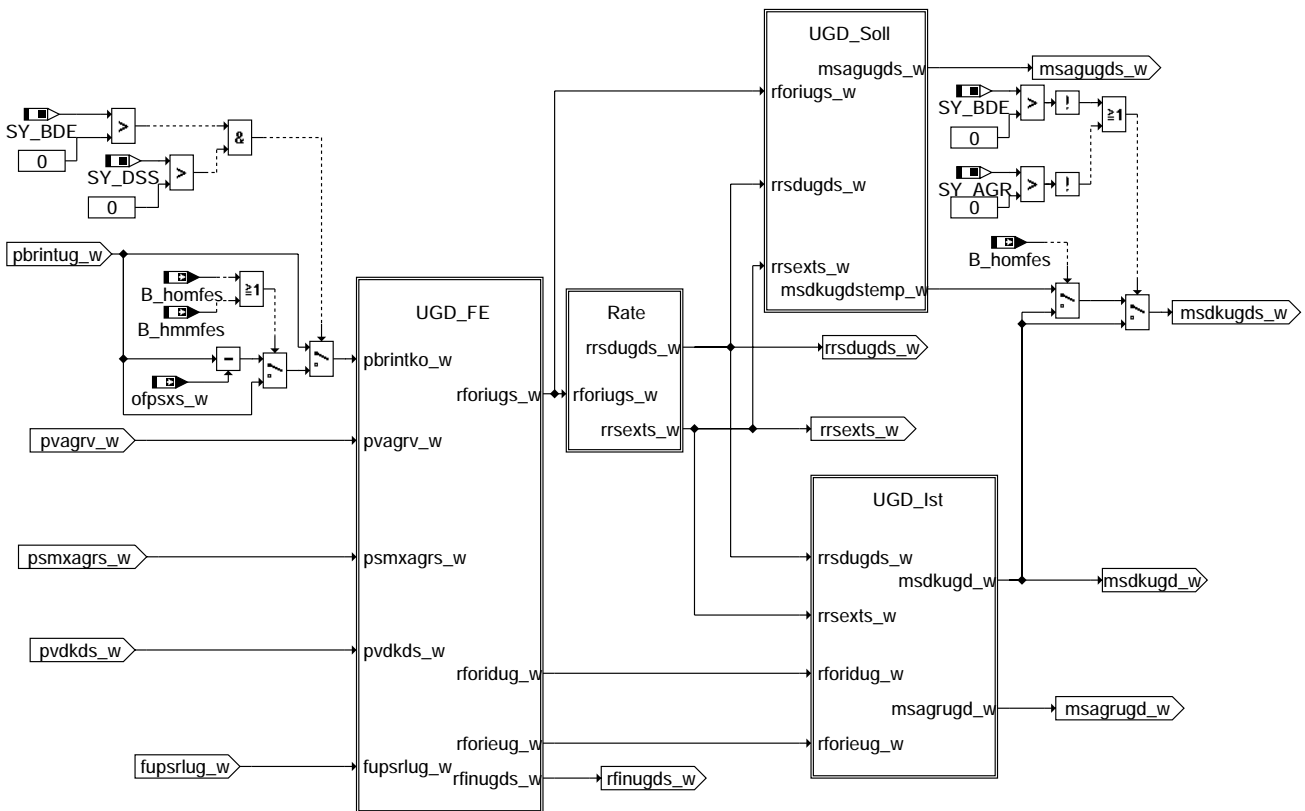 UGD_Soll
msagugds_w
msagugds_w
rforiugs_w
SY_BDE
>
&
0
SY_DSS
>
0
SY_BDE
>
!
≥1
0
rrsdugds_w
SY_AGR
>
!
0
pbrintug_w
B_homfes
≥1
B_hmmfes
rrsexts_w
msdkugdstemp_w
B_homfes
msdkugds_w
UGD_FE
Rate
pbrintko_w
rrsdugds_w
rrsdugds_w
-
ofpsxs_w
rforiugs_w
rforiugs_w
rrsexts_w
rrsexts_w
pvagrv_w
pvagrv_w
UGD_Ist
psmxagrs_w
psmxagrs_w
rrsdugds_w
msdkugd_w
msdkugd_w
rrsexts_w
pvdkds_w
pvdkds_w
rforidug_w
rforidug_w
msagrugd_w
msagrugd_w
rforieug_w
rforieug_w
fupsrlug_w
fupsrlug_w
rfinugds_w
rfinugds_w